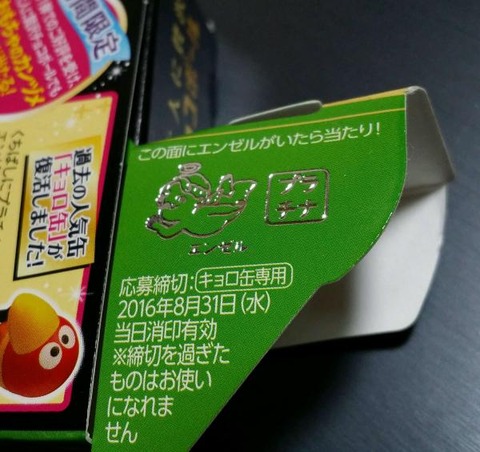 間限定
この面にエンゼルがいたら当たり!
プラ
チナ
エンゼル
応募締切:キョロ缶専用
2016年8月31日(水)
当日消印有効
※締切を過ぎた
ものはお使い
になれま
せん
過去の人気缶
「キョロ缶」が
復活しました!